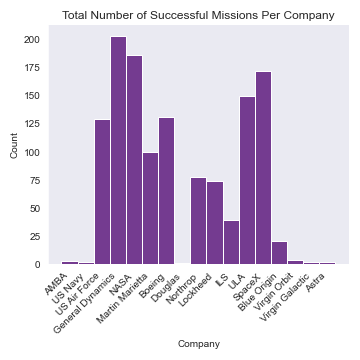 Total Number of Successful Missions Per Company
Count
200
175
150
125
100
75
50
25
0
AMBA
US Navy
US Air Force
General Dynamics
NASA
Martin Marietta
Boeing
Douglas
Northrop
Lockheed
ILS
ULA
SpaceX
Blue Origin
Virgin Orbit
Virgin Galactic
Astra
Company